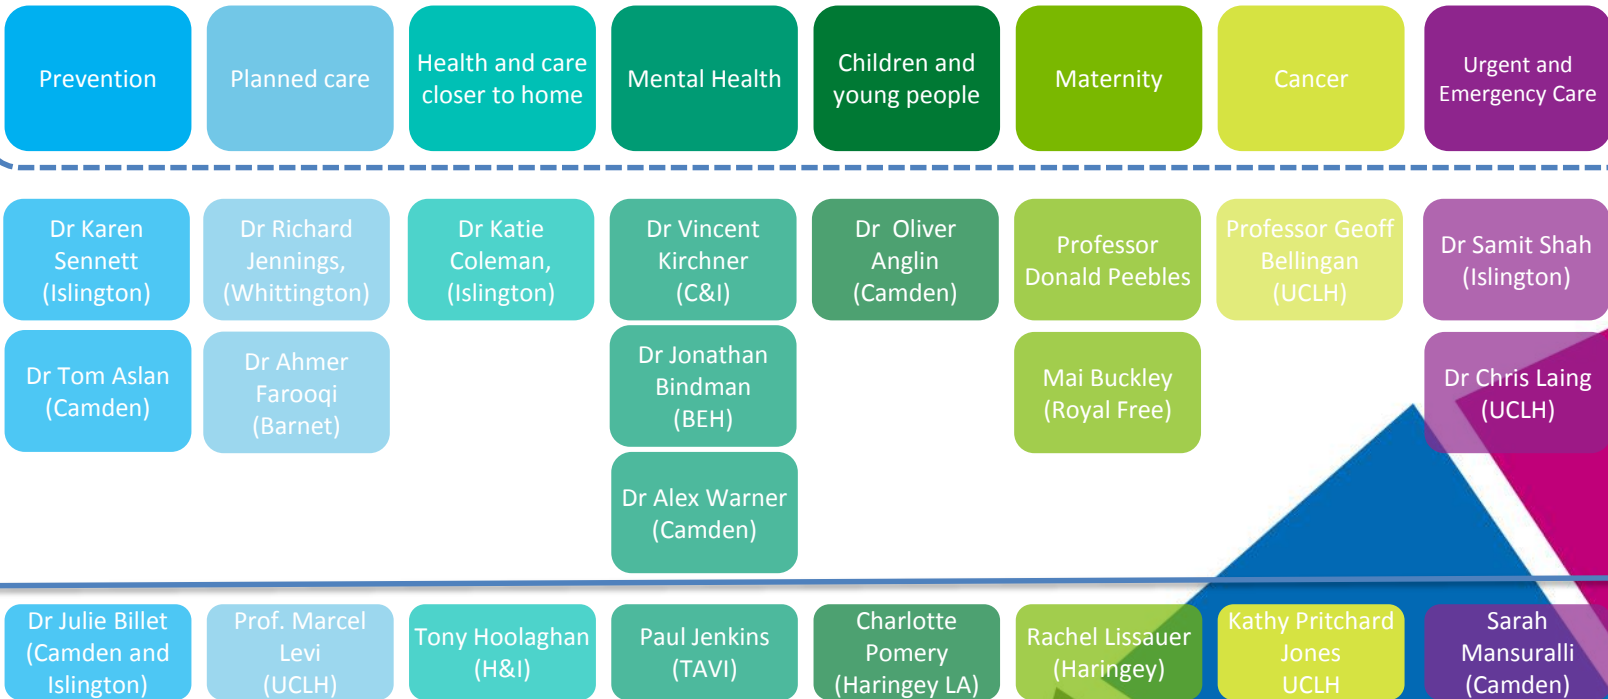 Prevention
Planned care
Health and care
closer to home
Mental Health
Children and
young people
Maternity
Cancer
Urgent and
Emergency Care
Dr Karen
Sennett
(Islington)
Dr Richard
Jennings,
(Whittington)
Dr Katie
Coleman,
(Islington)
Dr Vincent
Kirchner
(C&I)
Dr Oliver
Anglin
(Camden)
Professor
Donald Peebles
Professor Geoff
Bellingan
(UCLH)
Dr Samit Shah
(Islington)
Dr Tom Aslan
(Camden)
Dr Ahmer
Farooqi
(Barnet)
Dr Jonathan
Bindman
(BEH)
Mai Buckley
(Royal Free)
Dr Chris Laing
(UCLH)
Dr Alex Warner
(Camden)
Dr Julie Billet
(Camden and
Islington)
Prof. Marcel
Levi
(UCLH)
Tony Hoolaghan
(H&I)
Paul Jenkins
(TAVI)
Charlotte
Pomery
(Haringey LA)
Rachel Lissauer
(Haringey)
Kathy Pritchard
Jones
UCLH
Sarah
Mansuralli
(Camden)